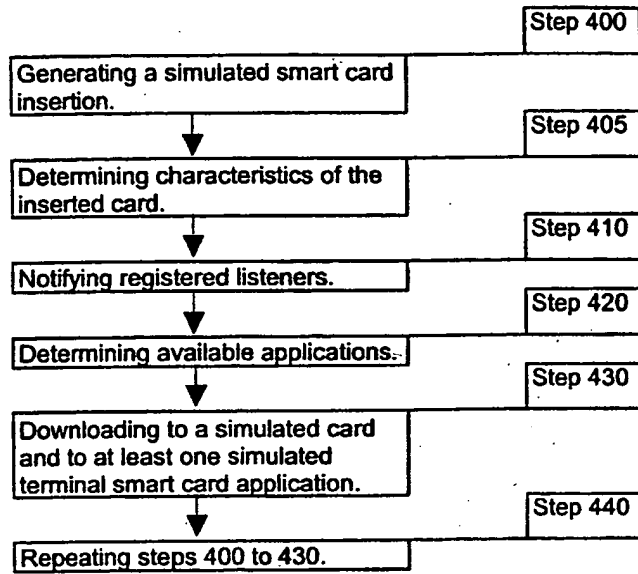 Step 400
Generating a simulated smart card
insertion.
Step 405
Determining characteristics of the
inserted card.
Step 410
Notifying registered listeners.
Step 420
Determining available applications.
Step 430
Downloading to a simulated card
and to at least one simulated
terminal smart card application.
Step 440
Repeating steps 400 to 430.